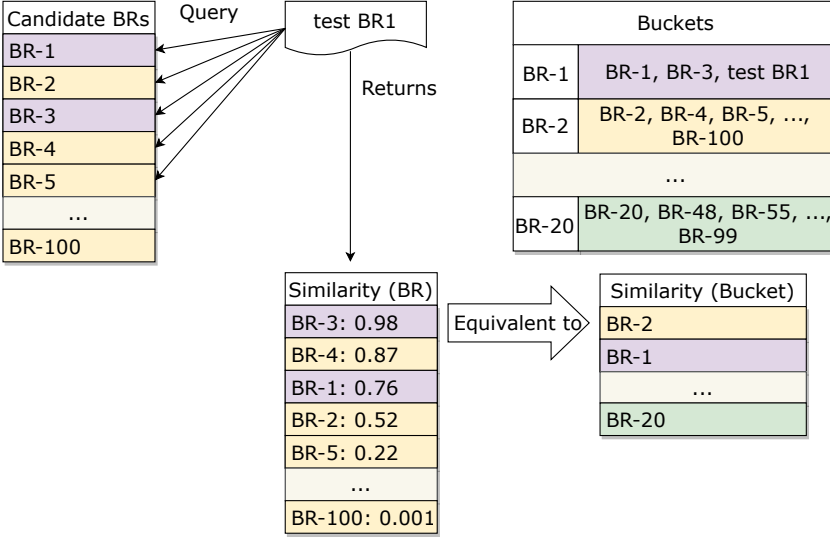 Candidate BRs
BR-1
BR-2
BR-3
BR-4
BR-5
...
BR-100
Query
test BR1
Returns
Buckets
BR-1
BR-1, BR-3, test BR1
BR-2
BR-2, BR-4, BR-5, ...,
BR-100
...
BR-20
BR-20, BR-48, BR-55, ...,
BR-99
Similarity (BR)
BR-3: 0.98
BR-4: 0.87
BR-1: 0.76
BR-2: 0.52
BR-5: 0.22
...
BR-100: 0.001
Equivalent to
Similarity (Bucket)
BR-2
BR-1
...
BR-20